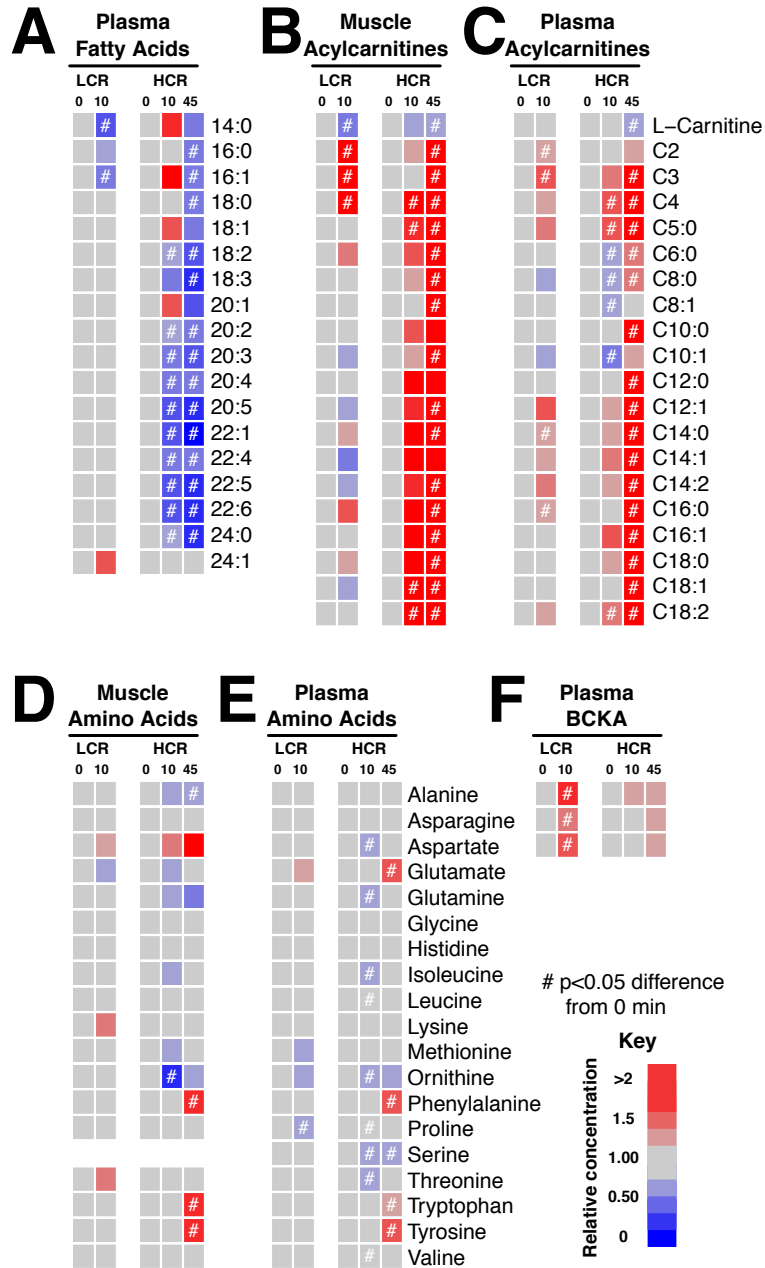 A Plasma Fatty Acids
B Muscle Acylcarnitines
C Plasma Acylcarnitines
LCR HCR LCR HCR LCR HCR
0 10 0 10 45 0 10 0 10 45 0 10 0 10 45
# # 14:0 # # # L−Carnitine
# 16:0 # # # C2
# # 16:1 # # # # C3
# 18:0 # # # # # C4
18:1 # # # # C5:0
# # 18:2 # # # C6:0
# 18:3 # # # C8:0
20:1 # # C8:1
# # 20:2 # C10:0
# # 20:3 # # C10:1
# # 20:4 # C12:0
# # 20:5 # # C12:1
# # 22:1 # # # C14:0
# # 22:4 # C14:1
# # 22:5 # # C14:2
# # 22:6 # # # C16:0
# # 24:0 # # C16:1
24:1 # # C18:0
# # # C18:1
# # # # C18:2
D Muscle Amino Acids
E Plasma Amino Acids
F Plasma BCKA
LCR HCR LCR HCR LCR HCR
0 10 0 10 45 0 10 0 10 45 0 10 0 10 45
# Alanine #
Asparagine #
# Aspartate #
# Glutamate
# Glutamine
Glycine
Histidine
# Isoleucine
# Leucine
Lysine
Methionine
# # Ornithine
# # Phenylalanine
# # Proline
# # Serine
# Threonine
# # Tryptophan
# # Tyrosine
# Valine
# p<0.05 difference
from 0 min
Key
Relative concentration
>2
1.5
1.00
0.50
0